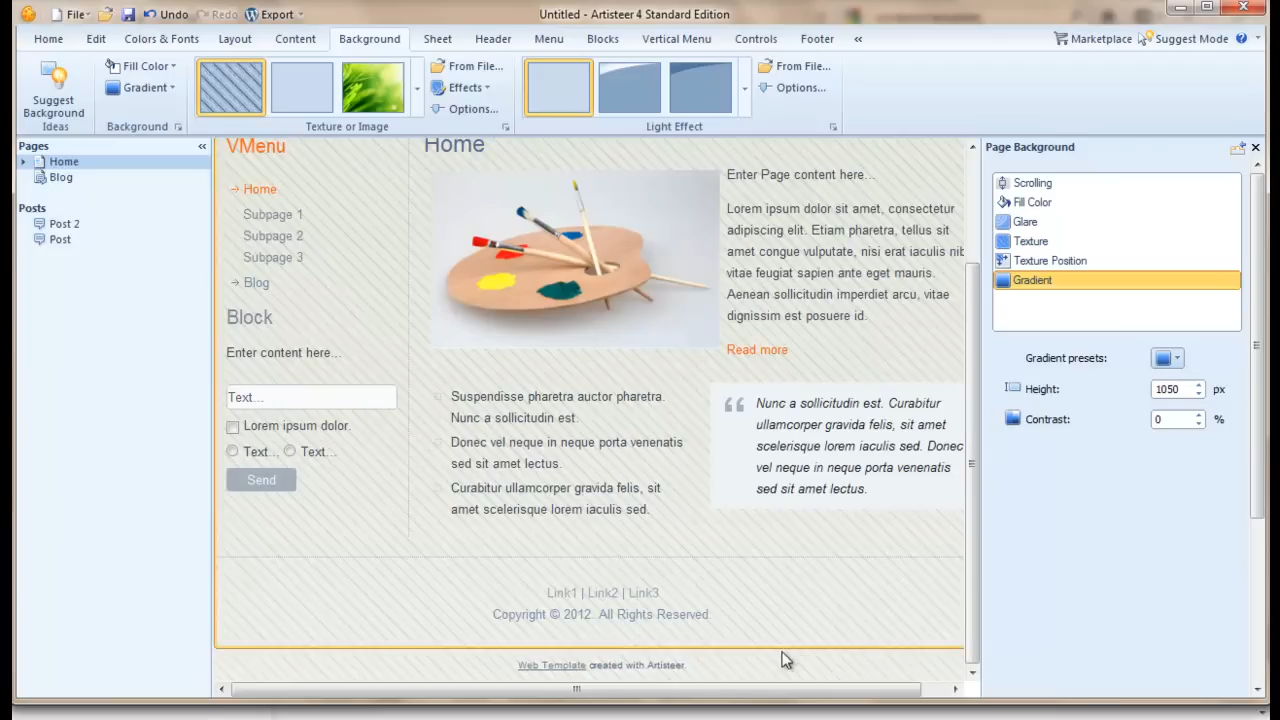 File
Undo
Redo
Export
Untitled - Artisteer 4 Standard Edition
Home
Edit
Colors & Fonts
Layout
Content
Background
Sheet
Header
Menu
Blocks
Vertical Menu
Controls
Footer
Marketplace
Suggest Mode
Suggest
Background
Ideas
Fill Color
Gradient
Background
From File...
Effects
Options...
Texture or Image
From File...
Options...
Light Effect
Pages
Home
Blog
Posts
Post 2
Post
VMenu
Home
Subpage 1
Subpage 2
Subpage 3
Blog
Block
Enter content here...
Text...
Lorem ipsum dolor.
Text...
Text...
Send
Home
Enter Page content here...
Lorem ipsum dolor sit amet, consectetur
adipiscing elit. Etiam pharetra, tellus sit
amet congue vulputate, nisi erat iaculis nib
vitae feugiat sapien ante eget mauris.
Aenean sollicitudin imperdiet arcu, vitae
dignissim est posuere id.
Read more
Suspendisse pharetra auctor pharetra.
Nunc a sollicitudin est.
Donec vel neque in neque porta venenatis
sed sit amet lectus.
Curabitur ullamcorper gravida felis, sit
amet scelerisque lorem iaculis sed.
Nunc a sollicitudin est. Curabitur
ullamcorper gravida felis, sit amet
scelerisque lorem iaculis sed. Donec
vel neque in neque porta venenatis
sed sit amet lectus.
Link1 | Link2 | Link3
Copyright © 2012. All Rights Reserved.
Web Template created with Artisteer.
Page Background
Scrolling
Fill Color
Glare
Texture
Texture Position
Gradient
Gradient presets:
Height: 1050 px
Contrast: 0 %